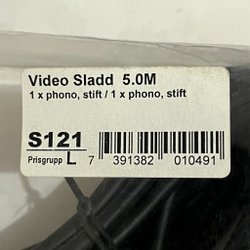 Video Sladd 5.0M
1 x phono, stift / 1 x phono, stift
S121
Prisgrupp L
7 391382 010491